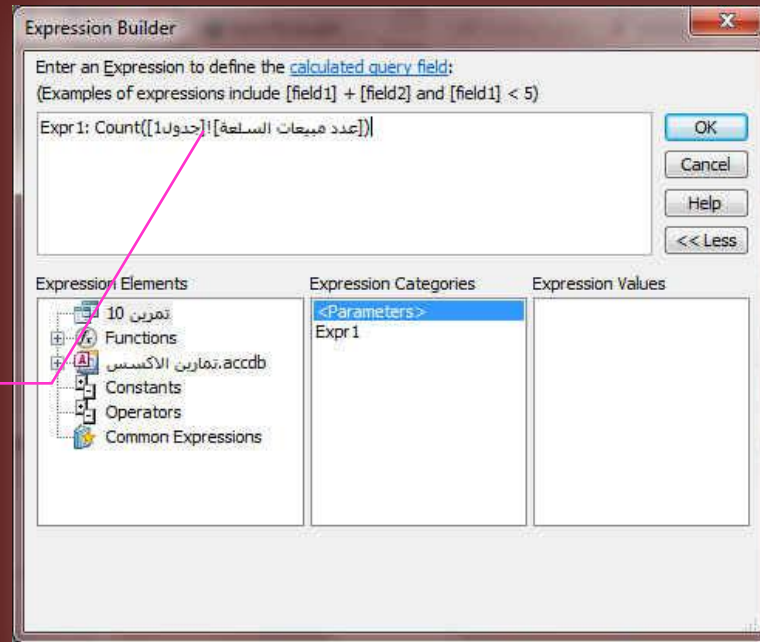 Expression Builder
Enter an Expression to define the calculated query field:
(Examples of expressions include [field1] + [field2] and [field1] < 5)
Expr1: Count([جدول1]![عدد مبيعات السلعة])
OK
Cancel
Help
<< Less
Expression Elements
Expression Categories
Expression Values
تمرين 10
Functions
تمارين الاكسس.accdb
Constants
Operators
Common Expressions
<Parameters>
Expr1